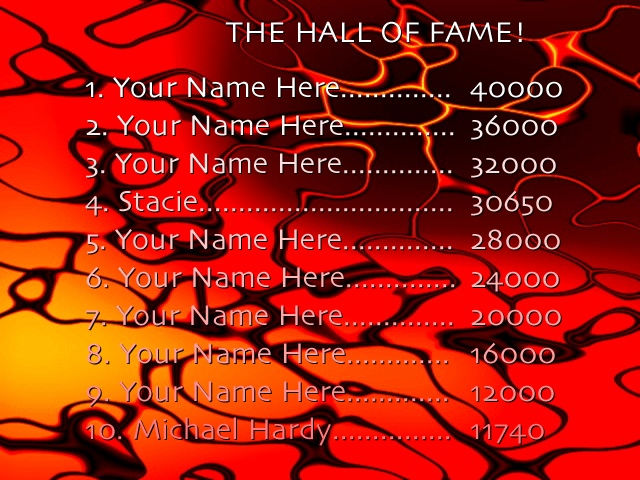 THE HALL OF FAME!
1. Your Name Here.............. 40000
2. Your Name Here.............. 36000
3. Your Name Here.............. 32000
4. Stacie................................ 30650
5. Your Name Here.............. 28000
6. Your Name Here.............. 24000
7. Your Name Here.............. 20000
8. Your Name Here............. 16000
9. Your Name Here............. 12000
10. Michael Hardy............... 11740